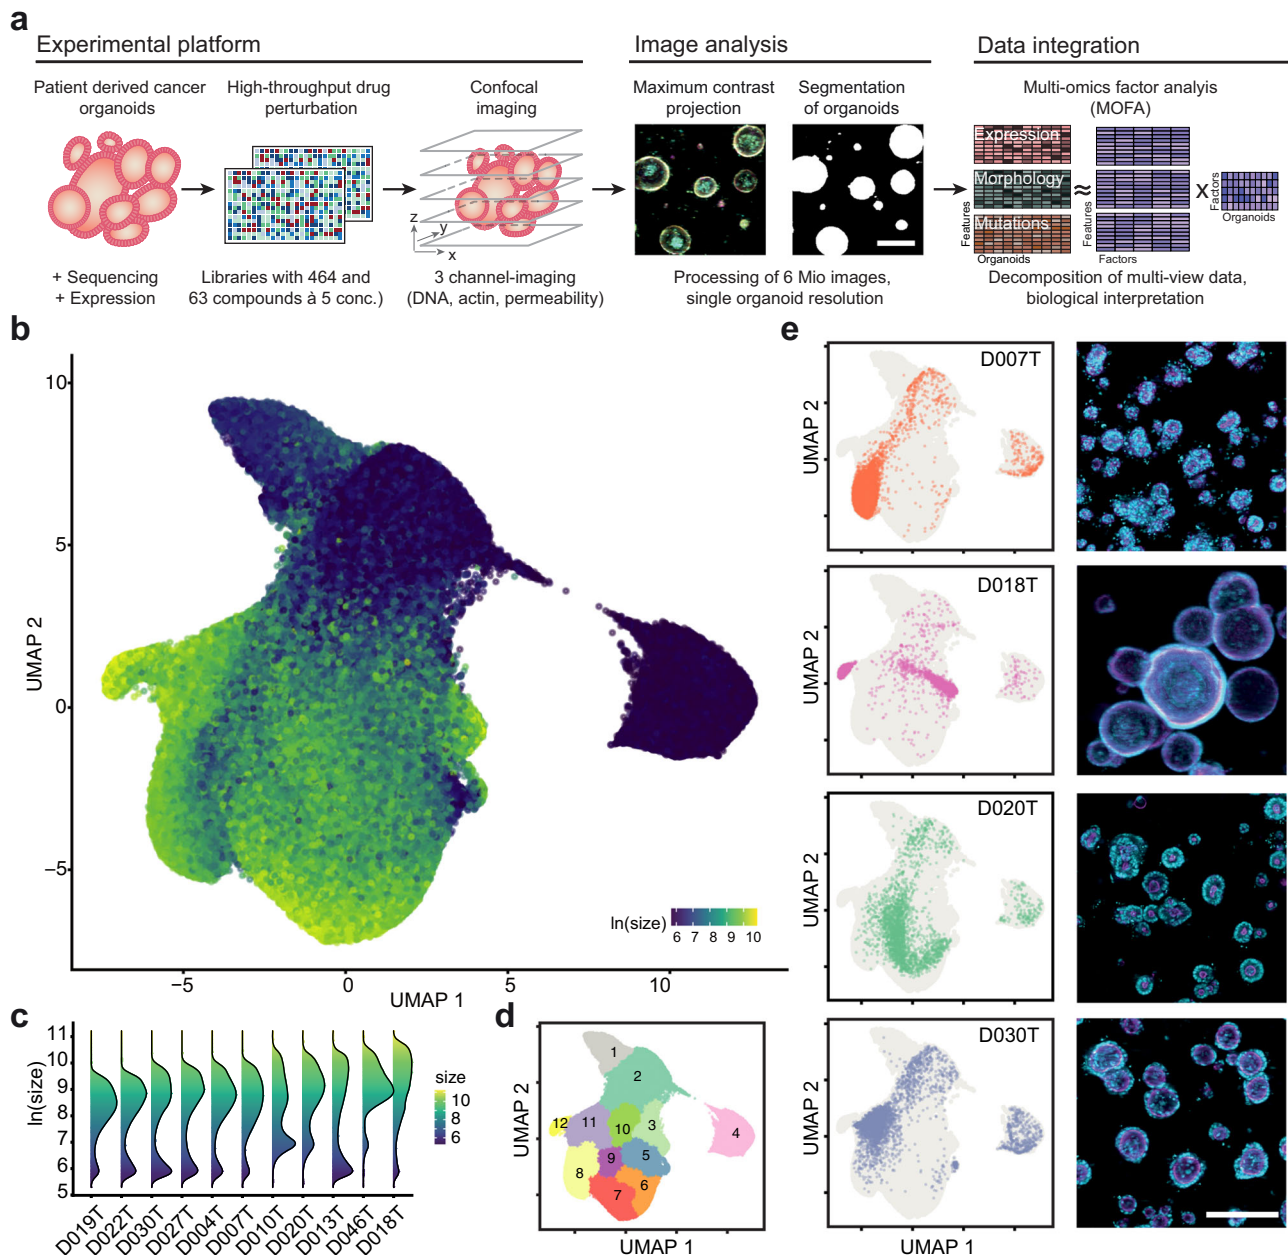 a
Experimental platform
Image analysis
Data integration
Patient derived cancer
organoids
High-throughput drug
perturbation
Confocal
imaging
Maximum contrast
projection
Segmentation
of organoids
Multi-omics factor analyis
(MOFA)
z
y
x
Expression
Morphology
Mutations
Features
Organoids
≈
Features
Factors
X
Factors
Organoids
+ Sequencing
+ Expression
Libraries with 464 and
63 compounds à 5 conc.)
3 channel-imaging
(DNA, actin, permeability)
Processing of 6 Mio images,
single organoid resolution
Decomposition of multi-view data,
biological interpretation
b
10
5
0
−5
UMAP 2
−5
0
5
10
UMAP 1
ln(size)
6 7 8 9 10
c
11
10
9
8
7
6
5
ln(size)
D019T
D022T
D030T
D027T
D004T
D007T
D010T
D020T
D013T
D046T
D018T
size
10
8
6
d
UMAP 2
1
2
3
4
5
6
7
8
9
10
11
12
UMAP 1
e
UMAP 2
D007T
UMAP 2
D018T
UMAP 2
D020T
UMAP 2
D030T
UMAP 1